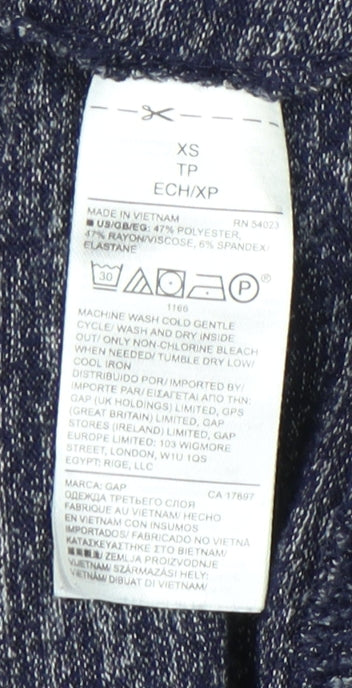 XS
TP
ECH/XP
MADE IN VIETNAM RN 54023
US/GB/EG: 47% POLYESTER,
47% RAYON/VISCOSE, 6% SPANDEX/
ELASTANE
30 P ®
1166
MACHINE WASH COLD GENTLE
CYCLE/ WASH AND DRY INSIDE
OUT/ ONLY NON-CHLORINE BLEACH
WHEN NEEDED/ TUMBLE DRY LOW/
COOL IRON
DISTRIBUIDO POR/ IMPORTED BY/
IMPORTE PAR/ ΕΙΣΑΓΕΤΑΙ ΑΠΟ ΤΗΝ:
GAP (UK HOLDINGS) LIMITED, GPS
(GREAT BRITAIN) LIMITED, GAP
STORES (IRELAND) LIMITED, GAP
EUROPE LIMITED: 103 WIGMORE
STREET, LONDON, W1U 1QS
EGYPT: RIGE, LLC
MARCA: GAP CA 17897
ОДЕЖДА ТРЕТЬЕГО СЛОЯ
FABRIQUE AU VIETNAM/ HECHO
EN VIETNAM CON INSUMOS
IMPORTADOS/ FABRICADO NO VIETNA
ΚΑΤΑΣΚΕΥΑΣΤΗΚΕ ΣΤΟ ΒΙΕΤΝΑΜ/
ZEMLJA PROIZVODNJE
VIJETNAM/ SZÁRMAZÁSI HELY:
VIETNÁM/ DIBUAT DI VIETNAM/